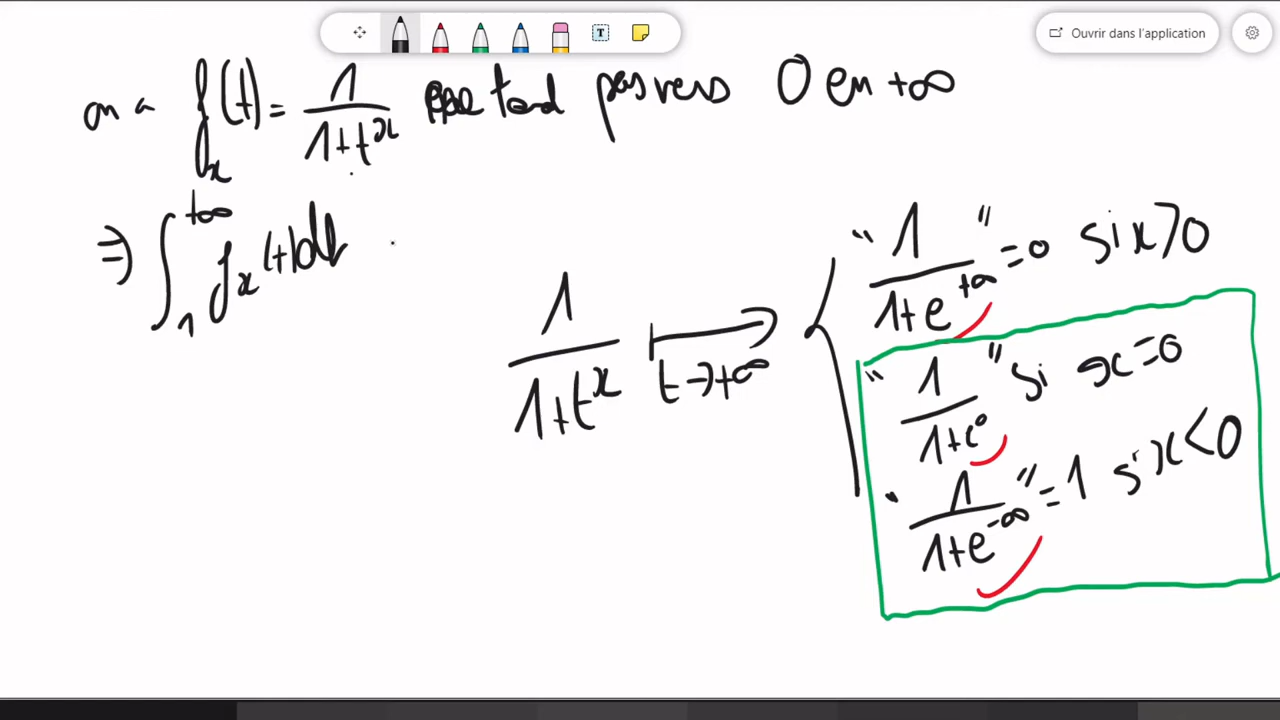 Ouvrir dans l'application
T
on a f_x(t) = 1/(1+t^x) tend pas vers 0 en +∞
⇒ ∫_1^{+∞} f_x(t)dt
1/(1+t^x) ⟼ t→+∞
" 1/(1+e^{+∞}) " = 0 si x>0
" 1/(1+e^0) " si x=0
" 1/(1+e^{-∞}) " = 1 si x<0